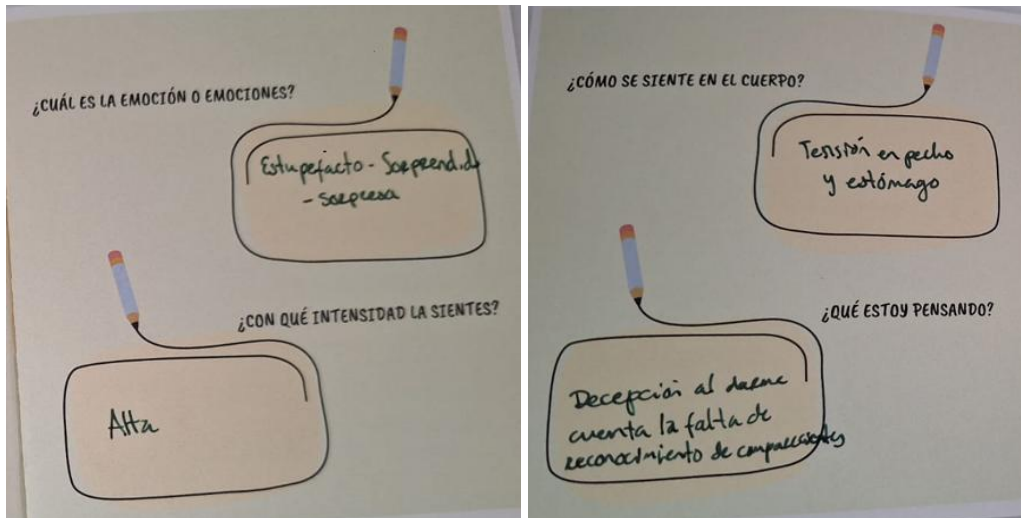 ¿CUÁL ES LA EMOCIÓN O EMOCIONES?
Estupefacto - Sorprendido
- Sorpresa
¿CON QUÉ INTENSIDAD LA SIENTES?
Alta
¿CÓMO SE SIENTE EN EL CUERPO?
Tensión en pecho
y estómago
¿QUÉ ESTOY PENSANDO?
Decepción al darme
cuenta la falta de
reconocimiento de